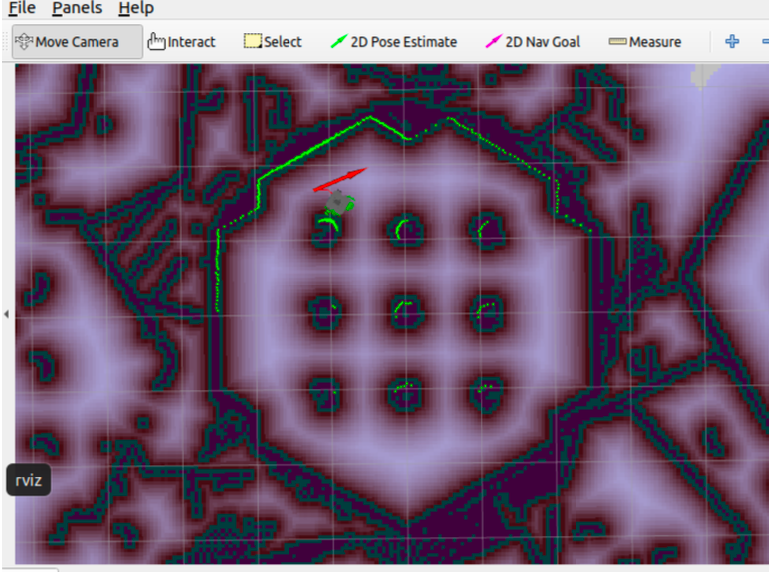 File Panels Help
Move Camera Interact Select 2D Pose Estimate 2D Nav Goal Measure
rviz